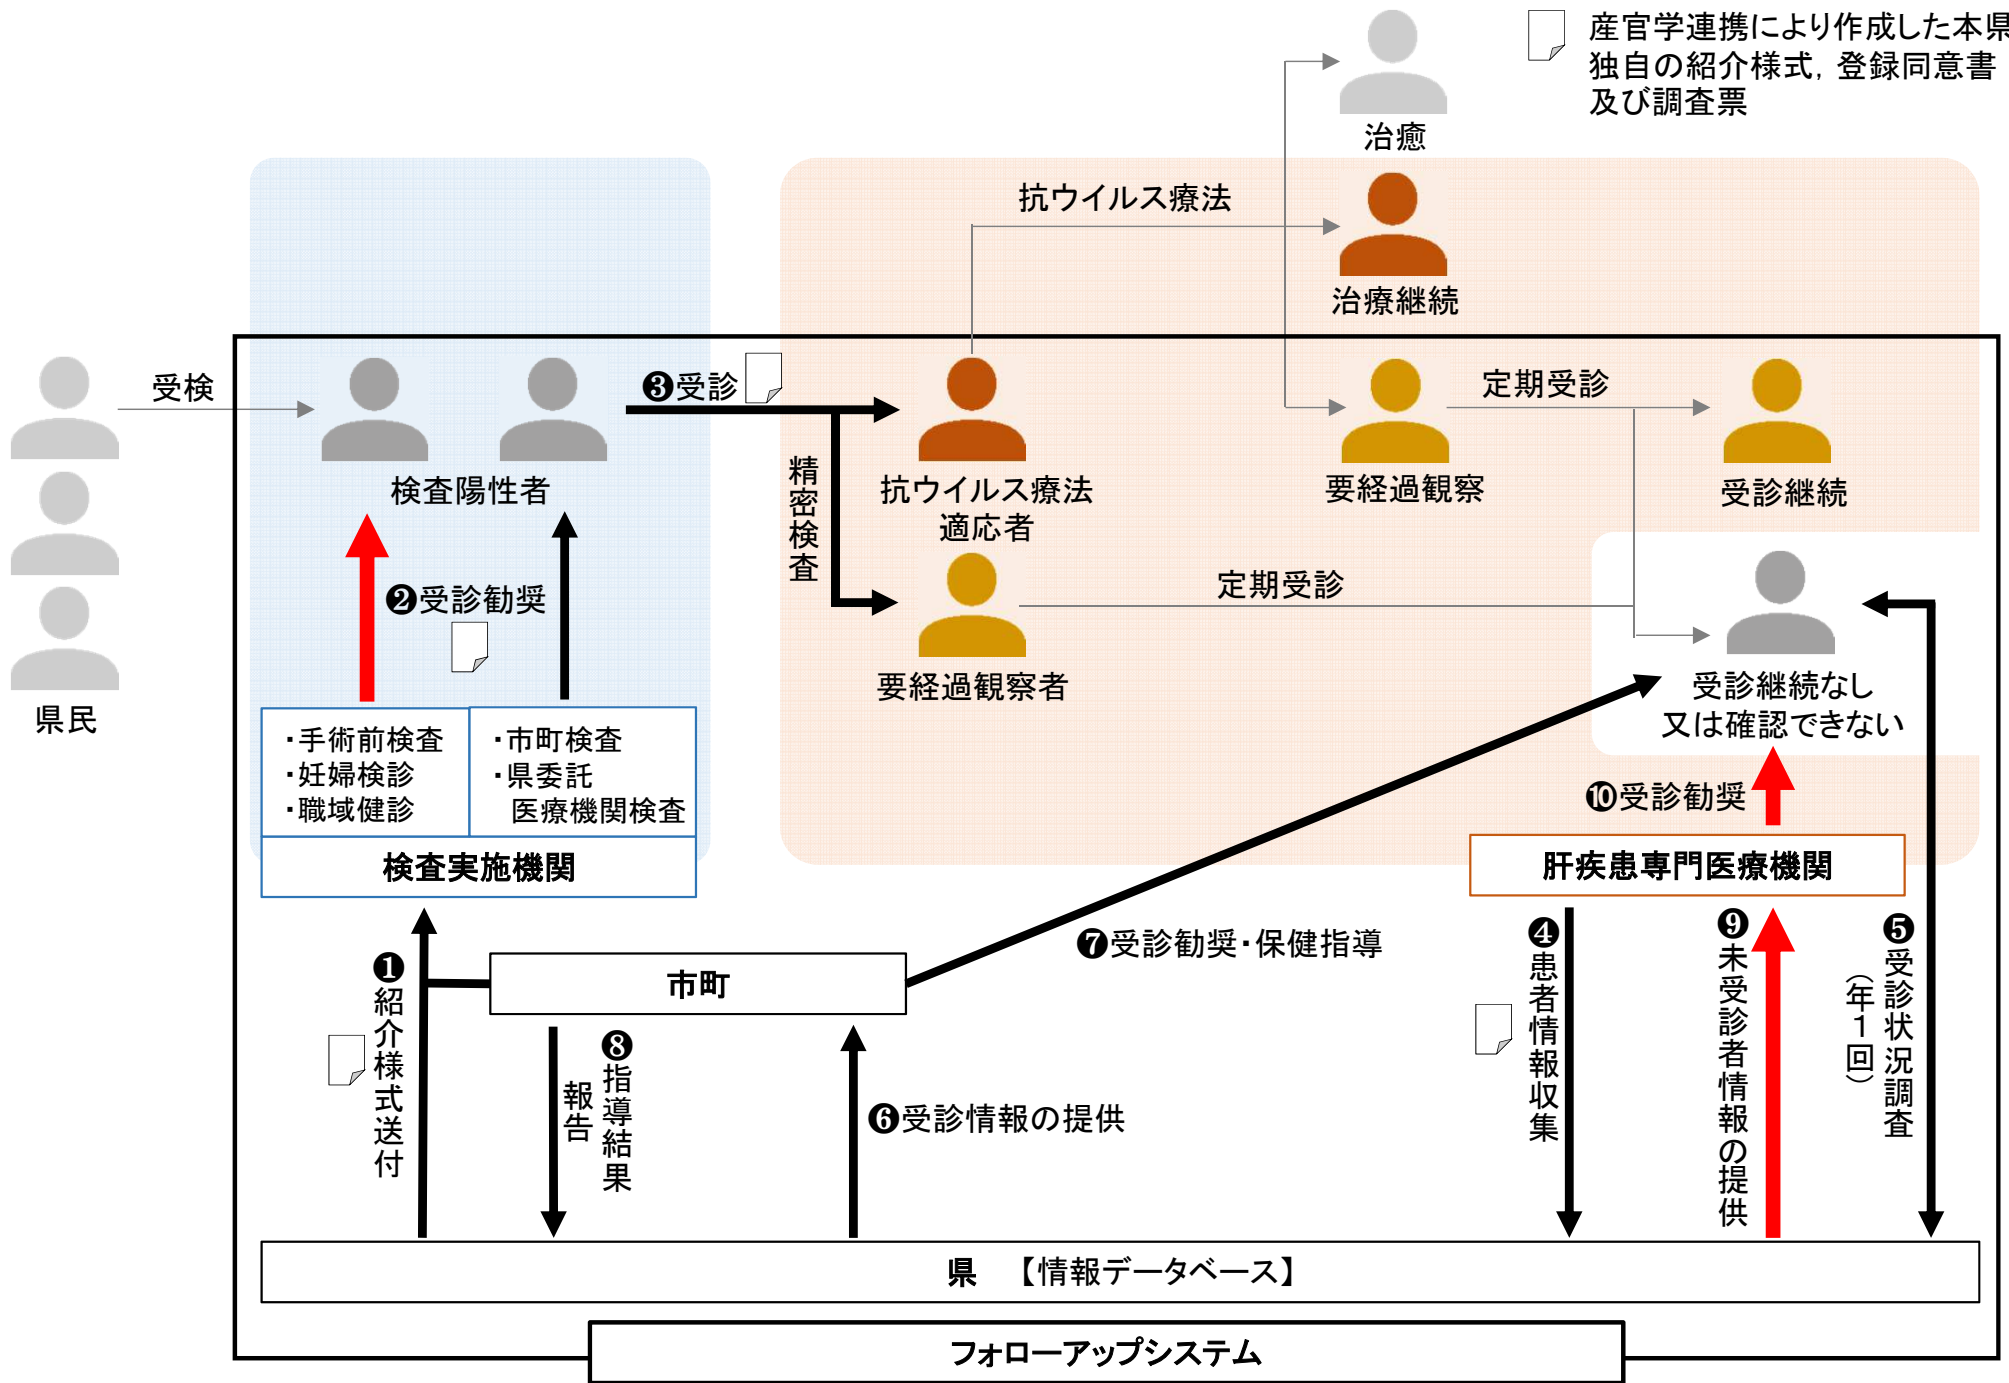 産官学連携により作成した本県
独自の紹介様式, 登録同意書
及び調査票
治癒
抗ウイルス療法
治療継続
受検
❸受診
定期受診
検査陽性者
抗ウイルス療法
適応者
要経過観察
受診継続
精密検査
❷受診勧奨
定期受診
県民
要経過観察者
受診継続なし
又は確認できない
・手術前検査
・妊婦検診
・職域健診
・市町検査
・県委託
医療機関検査
❿受診勧奨
検査実施機関
肝疾患専門医療機関
❼受診勧奨・保健指導
市町
❶紹介様式送付
❽指導結果
報告
❻受診情報の提供
❹患者情報収集
❾未受診者情報の提供
❺受診状況調査
（年１回）
県 【情報データベース】
フォローアップシステム